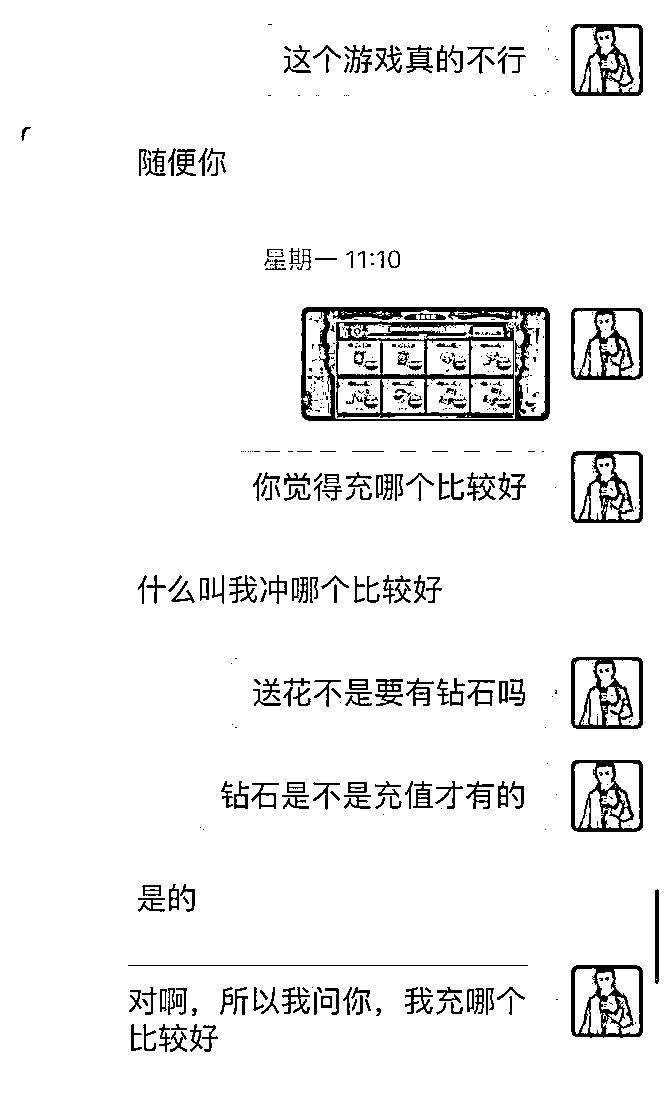 这个游戏真的不行
随便你
星期一 11:10
你觉得充哪个比较好
什么叫我冲哪个比较好
送花不是要有钻石吗
钻石是不是充值才有的
是的
对啊，所以我问你，我充哪个
比较好